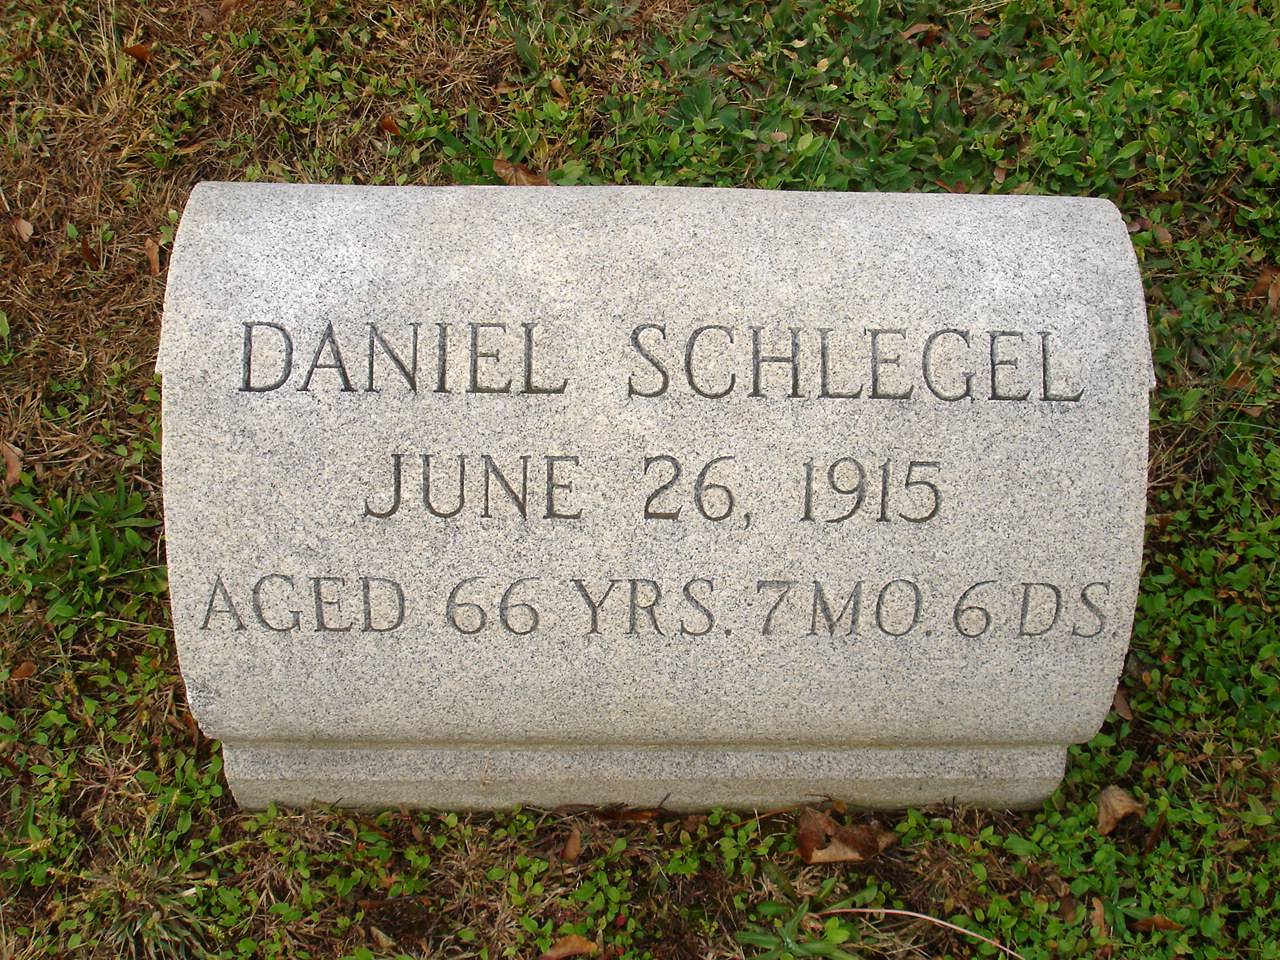 DANIEL SCHLEGEL
JUNE 26, 1915
AGED 66 YRS. 7 MO. 6 DS.